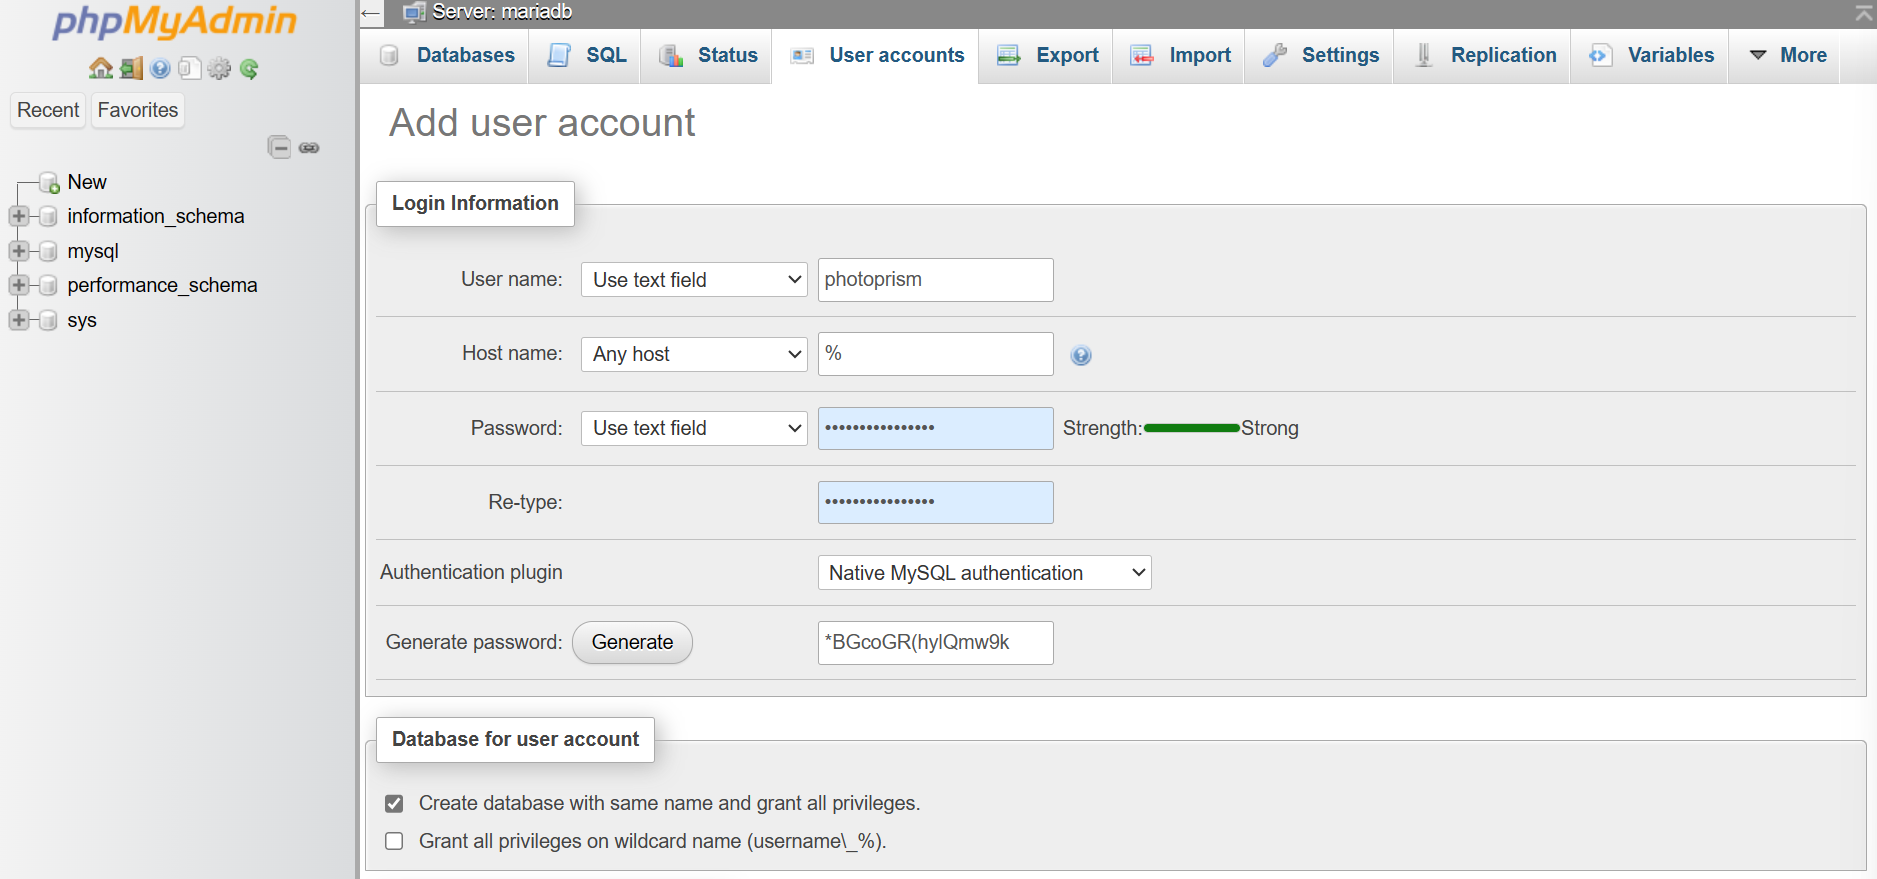 phpMyAdmin
Recent Favorites
New
information_schema
mysql
performance_schema
sys
Server: mariadb
Databases SQL Status User accounts Export Import Settings Replication Variables More
Add user account
Login Information
User name: Use text field photoprism
Host name: Any host %
Password: Use text field •••••••••••••••• Strength: Strong
Re-type: ••••••••••••••••
Authentication plugin Native MySQL authentication
Generate password: Generate *BGcoGR(hylQmw9k
Database for user account
Create database with same name and grant all privileges.
Grant all privileges on wildcard name (username\_%).